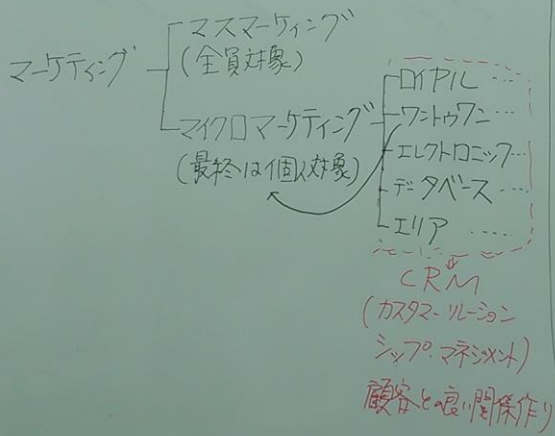 マーケティング
マスマーケティング
(全員対象)
マイクロマーケティング
(最終は個人対象)
ロイヤル……
ワントゥワン……
エレクトロニック…
データベース……
エリア……
CRM
(カスタマーリレーション
シップ・マネジメント)
顧客との良い関係作り